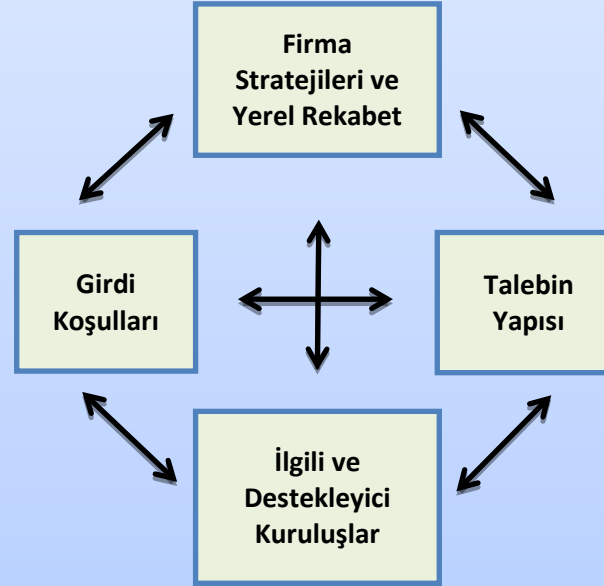 Firma
Stratejileri ve
Yerel Rekabet
Girdi
Koşulları
Talebin
Yapısı
İlgili ve
Destekleyici
Kuruluşlar